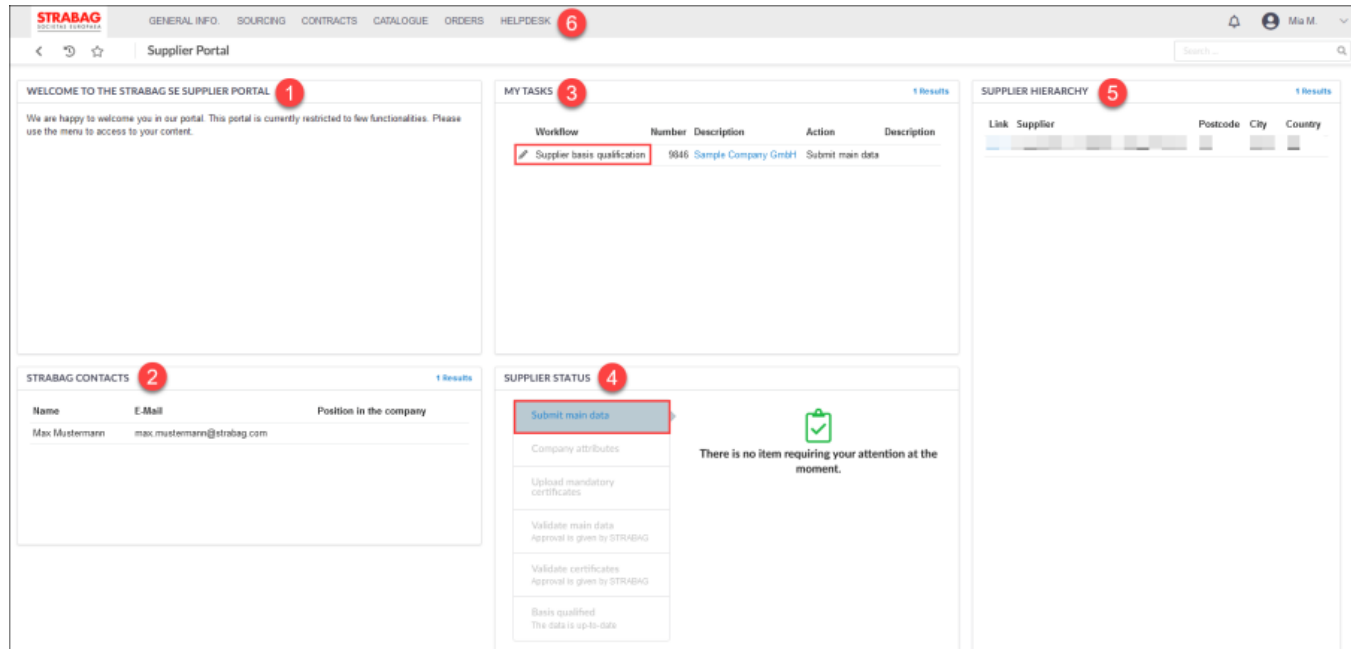 STRABAG
SOCIETAS EUROPAEA
GENERAL INFO. SOURCING CONTRACTS CATALOGUE ORDERS HELPDESK 6
Mia M.
Supplier Portal
Search ...
WELCOME TO THE STRABAG SE SUPPLIER PORTAL 1
We are happy to welcome you in our portal. This portal is currently restricted to few functionalities. Please
use the menu to access to your content.
MY TASKS 3 1 Results
Workflow Number Description Action Description
Supplier basis qualification 9846 Sample Company GmbH Submit main data
SUPPLIER HIERARCHY 5 1 Results
Link Supplier Postcode City Country
STRABAG CONTACTS 2 1 Results
Name E-Mail Position in the company
Max Mustermann max.mustermann@strabag.com
SUPPLIER STATUS 4
Submit main data
Company attributes
Upload mandatory
certificates
Validate main data
Approval is given by STRABAG
Validate certificates
Approval is given by STRABAG
Basis qualified
The data is up-to-date
There is no item requiring your attention at the
moment.